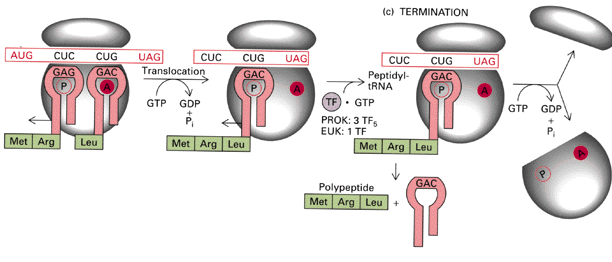 (c) TERMINATION
AUG CUC CUG UAG
GAG GAC
P A
Met Arg Leu
Translocation
GTP GDP
+
Pi
CUC CUG UAG
GAC
P A
Met Arg Leu
Peptidyl-
tRNA
TF • GTP
PROK: 3 TF5
EUK: 1 TF
CUC CUG UAG
GAC
P A
Met Arg Leu
GTP GDP
+
Pi
P A
Polypeptide
Met Arg Leu + GAC